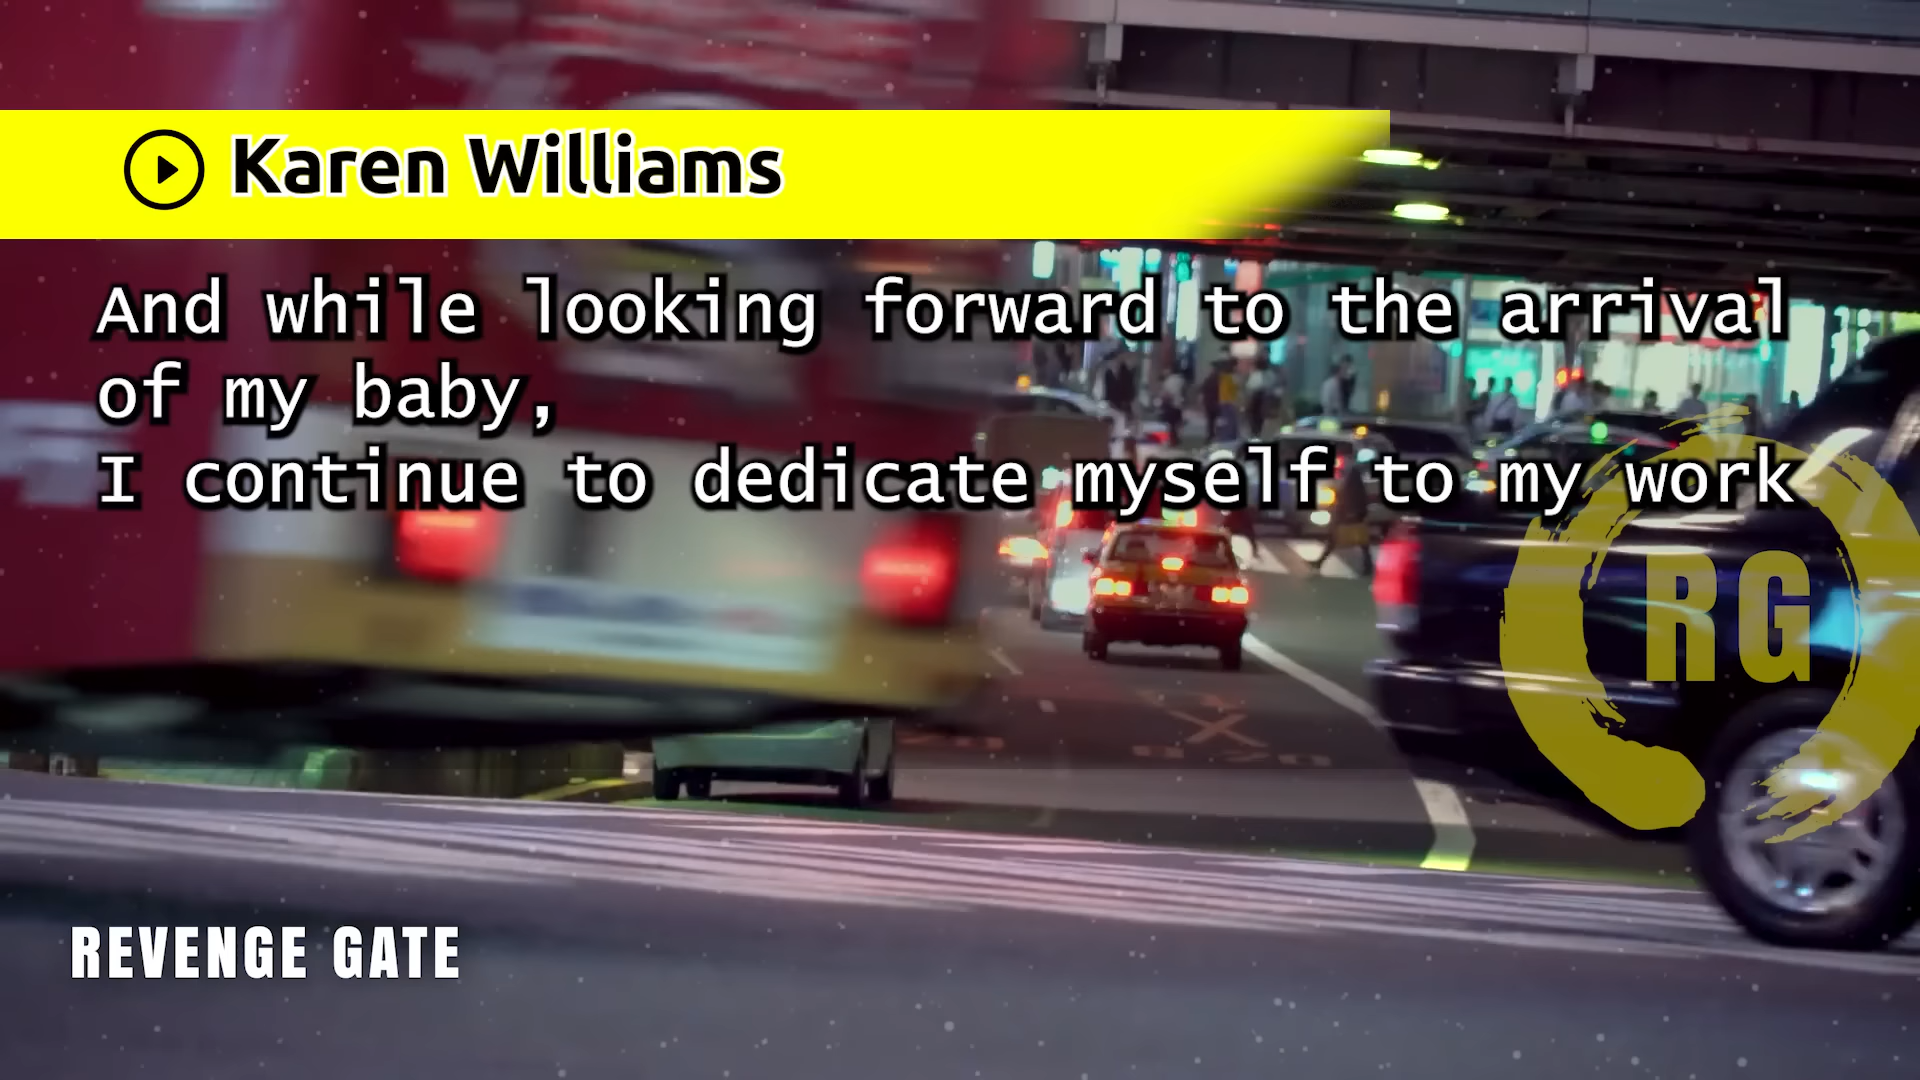 Karen Williams
And while looking forward to the arrival
of my baby,
I continue to dedicate myself to my work
RG
REVENGE GATE